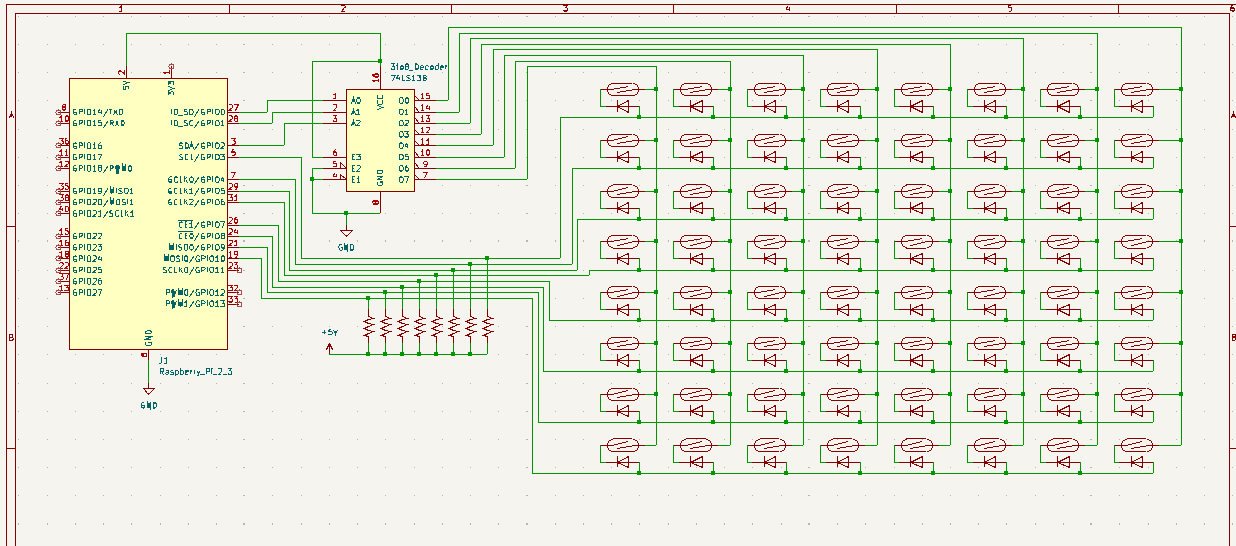 1 2 3 4 5 6
A
B
A
B
2
5V
1
3V3
8 GPIO14/TXD
10 GPIO15/RXD
36 GPIO16
11 GPIO17
12 GPIO18/PWM0
35 GPIO19/MISO1
38 GPIO20/MOSI1
40 GPIO21/SCLK1
15 GPIO22
16 GPIO23
18 GPIO24
22 GPIO25
37 GPIO26
13 GPIO27
ID_SD/GPIO0 27
ID_SC/GPIO1 28
SDA/GPIO2 3
SCL/GPIO3 5
GCLK0/GPIO4 7
GCLK1/GPIO5 29
GCLK2/GPIO6 31
CE1/GPIO7 26
CE0/GPIO8 24
MISO0/GPIO9 21
MOSI0/GPIO10 19
SCLK0/GPIO11 23
PWM0/GPIO12 32
PWM1/GPIO13 33
GND
6
J1
Raspberry_Pi_2_3
GND
3to8_Decoder
74LS138
16
VCC
1 A0
2 A1
3 A2
6 E3
5 E2
4 E1
O0 15
O1 14
O2 13
O3 12
O4 11
O5 10
O6 9
O7 7
GND
8
GND
+5V